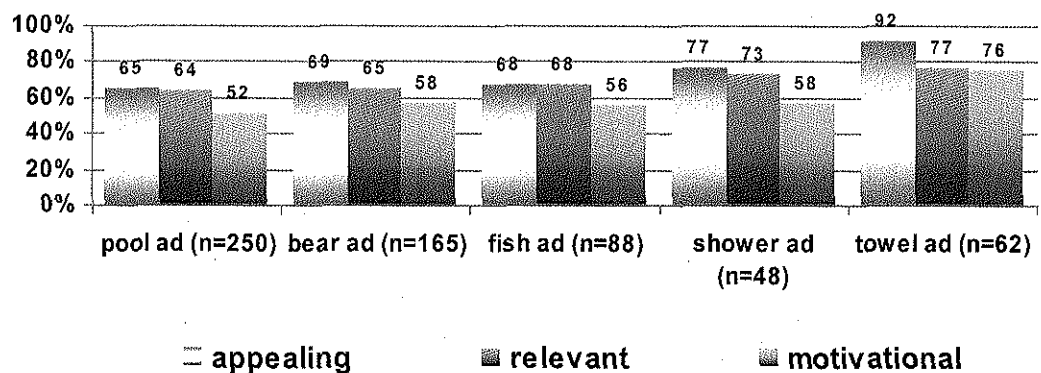 100%
80%
60%
40%
20%
0%
65 64 52
69 65 58
68 68 56
77 73 58
92 77 76
pool ad (n=250) bear ad (n=165) fish ad (n=88) shower ad (n=48) towel ad (n=62)
appealing relevant motivational